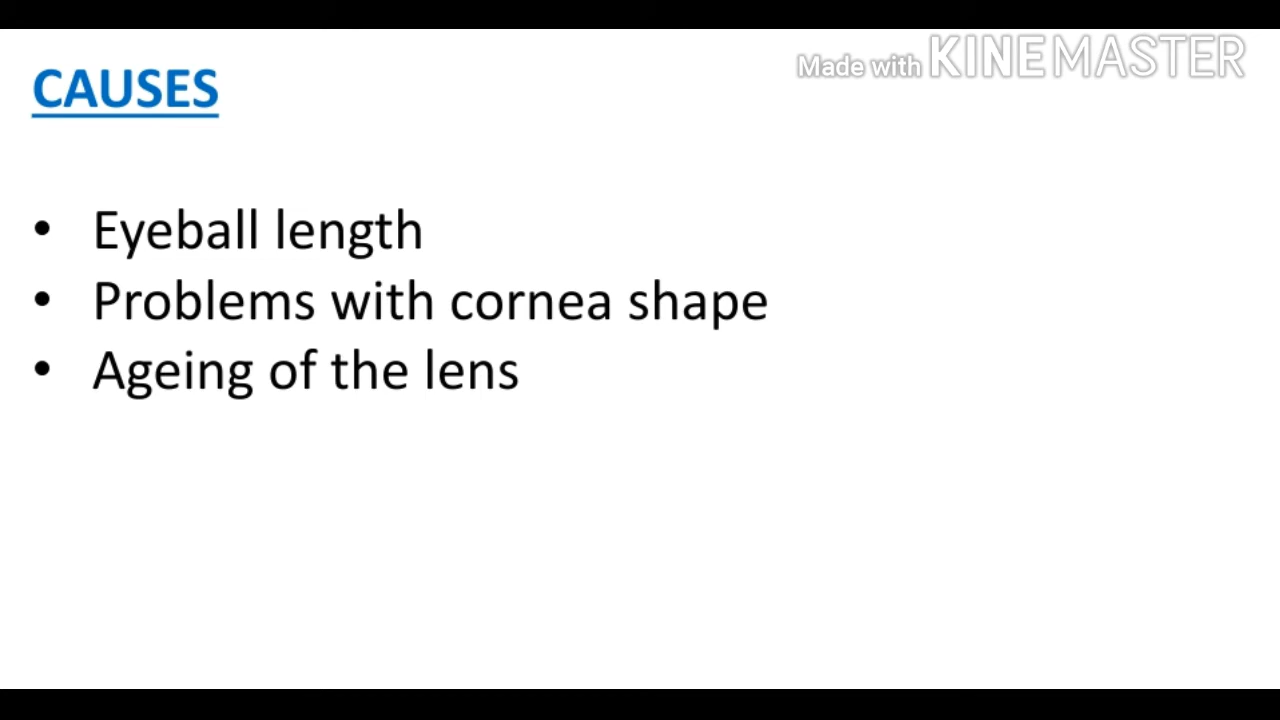 Made with KINEMASTER
CAUSES
• Eyeball length
• Problems with cornea shape
• Ageing of the lens